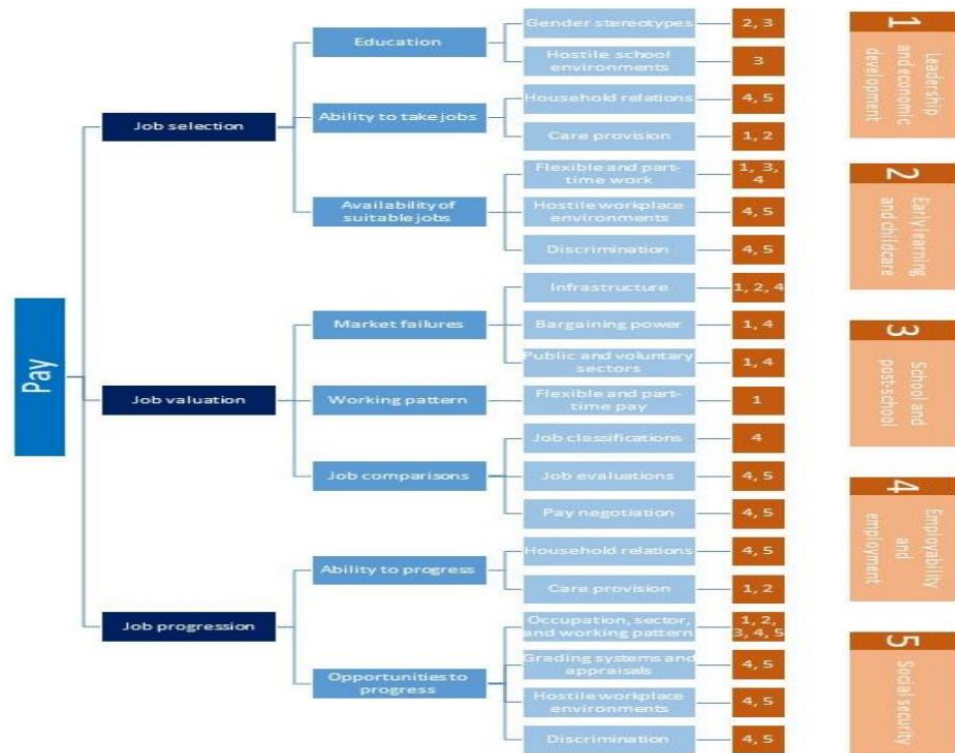 Pay
Job selection
Education
Gender stereotypes
2, 3
Hostile school
environments
3
Ability to take jobs
Household relations
4, 5
Care provision
1, 2
Availability of
suitable jobs
Flexible and part-
time work
1, 3,
4
Hostile workplace
environments
4, 5
Discrimination
4, 5
Job valuation
Market failures
Infrastructure
1, 2, 4
Bargaining power
1, 4
Public and voluntary
sectors
1, 4
Working pattern
Flexible and part-
time pay
1
Job comparisons
Job classifications
4
Job evaluations
4, 5
Pay negotiation
4, 5
Job progression
Ability to progress
Household relations
4, 5
Care provision
1, 2
Opportunities to
progress
Occupation, sector,
and working pattern
1, 2,
3, 4, 5
Grading systems and
appraisals
4, 5
Hostile workplace
environments
4, 5
Discrimination
4, 5
1
Leadership
and economic
development
2
Early learning
and childcare
3
School and
post-school
4
Employability
and
employment
5
Social security